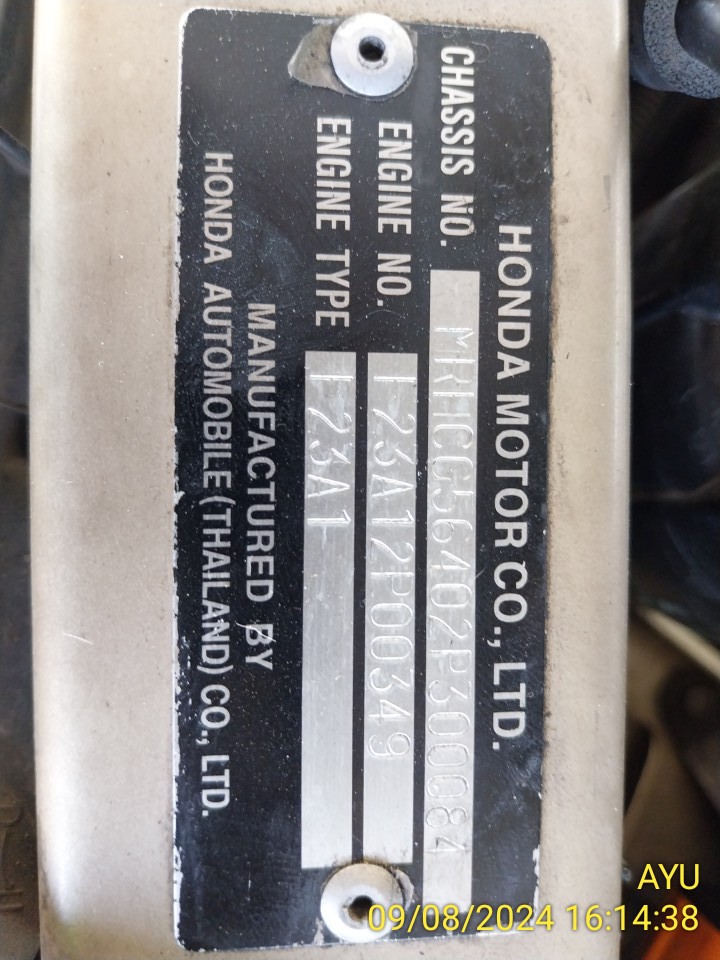 HONDA MOTOR CO., LTD.
CHASSIS NO. MRHCG56402P300084
ENGINE NO. F23A12P00349
ENGINE TYPE F23A1
MANUFACTURED BY
HONDA AUTOMOBILE (THAILAND) CO., LTD.
AYU
09/08/2024 16:14:38